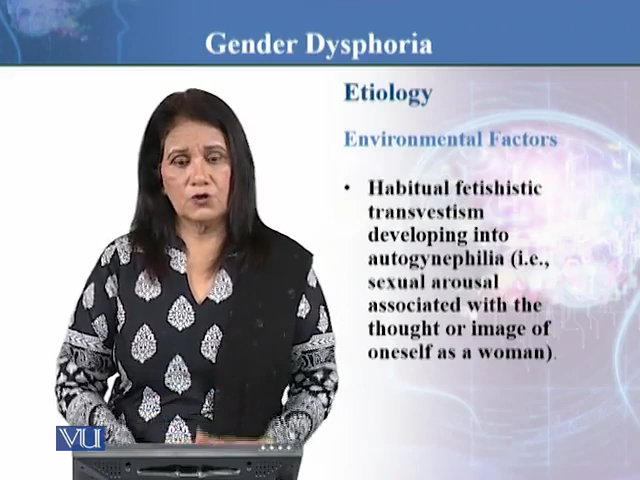 Gender Dysphoria
Etiology
Environmental Factors
• Habitual fetishistic
transvestism
developing into
autogynephilia (i.e.,
sexual arousal
associated with the
thought or image of
oneself as a woman).
VU